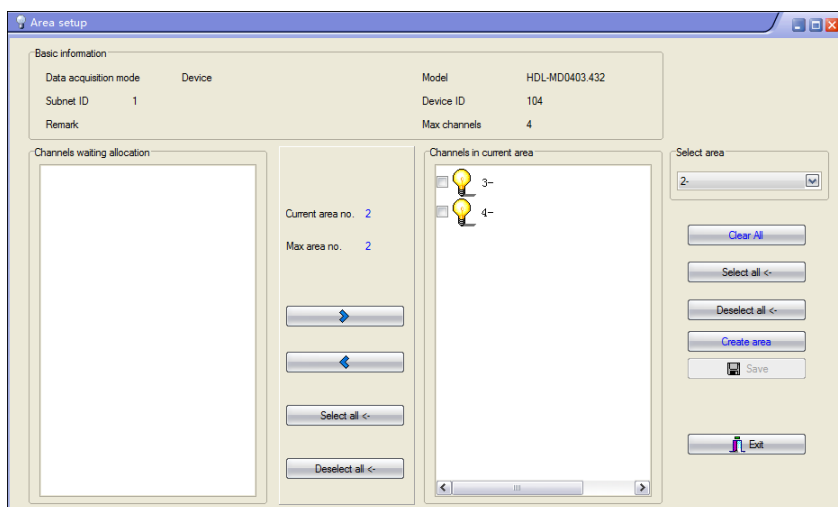 Area setup
Basic information
Data acquisition mode Device Model HDL-MD0403.432
Subnet ID 1 Device ID 104
Remark Max channels 4
Channels waiting allocation
Current area no. 2
Max area no. 2
Select all <-
Deselect all <-
Channels in current area
3-
4-
Select area
2-
Clear All
Select all <-
Deselect all <-
Create area
Save
Exit